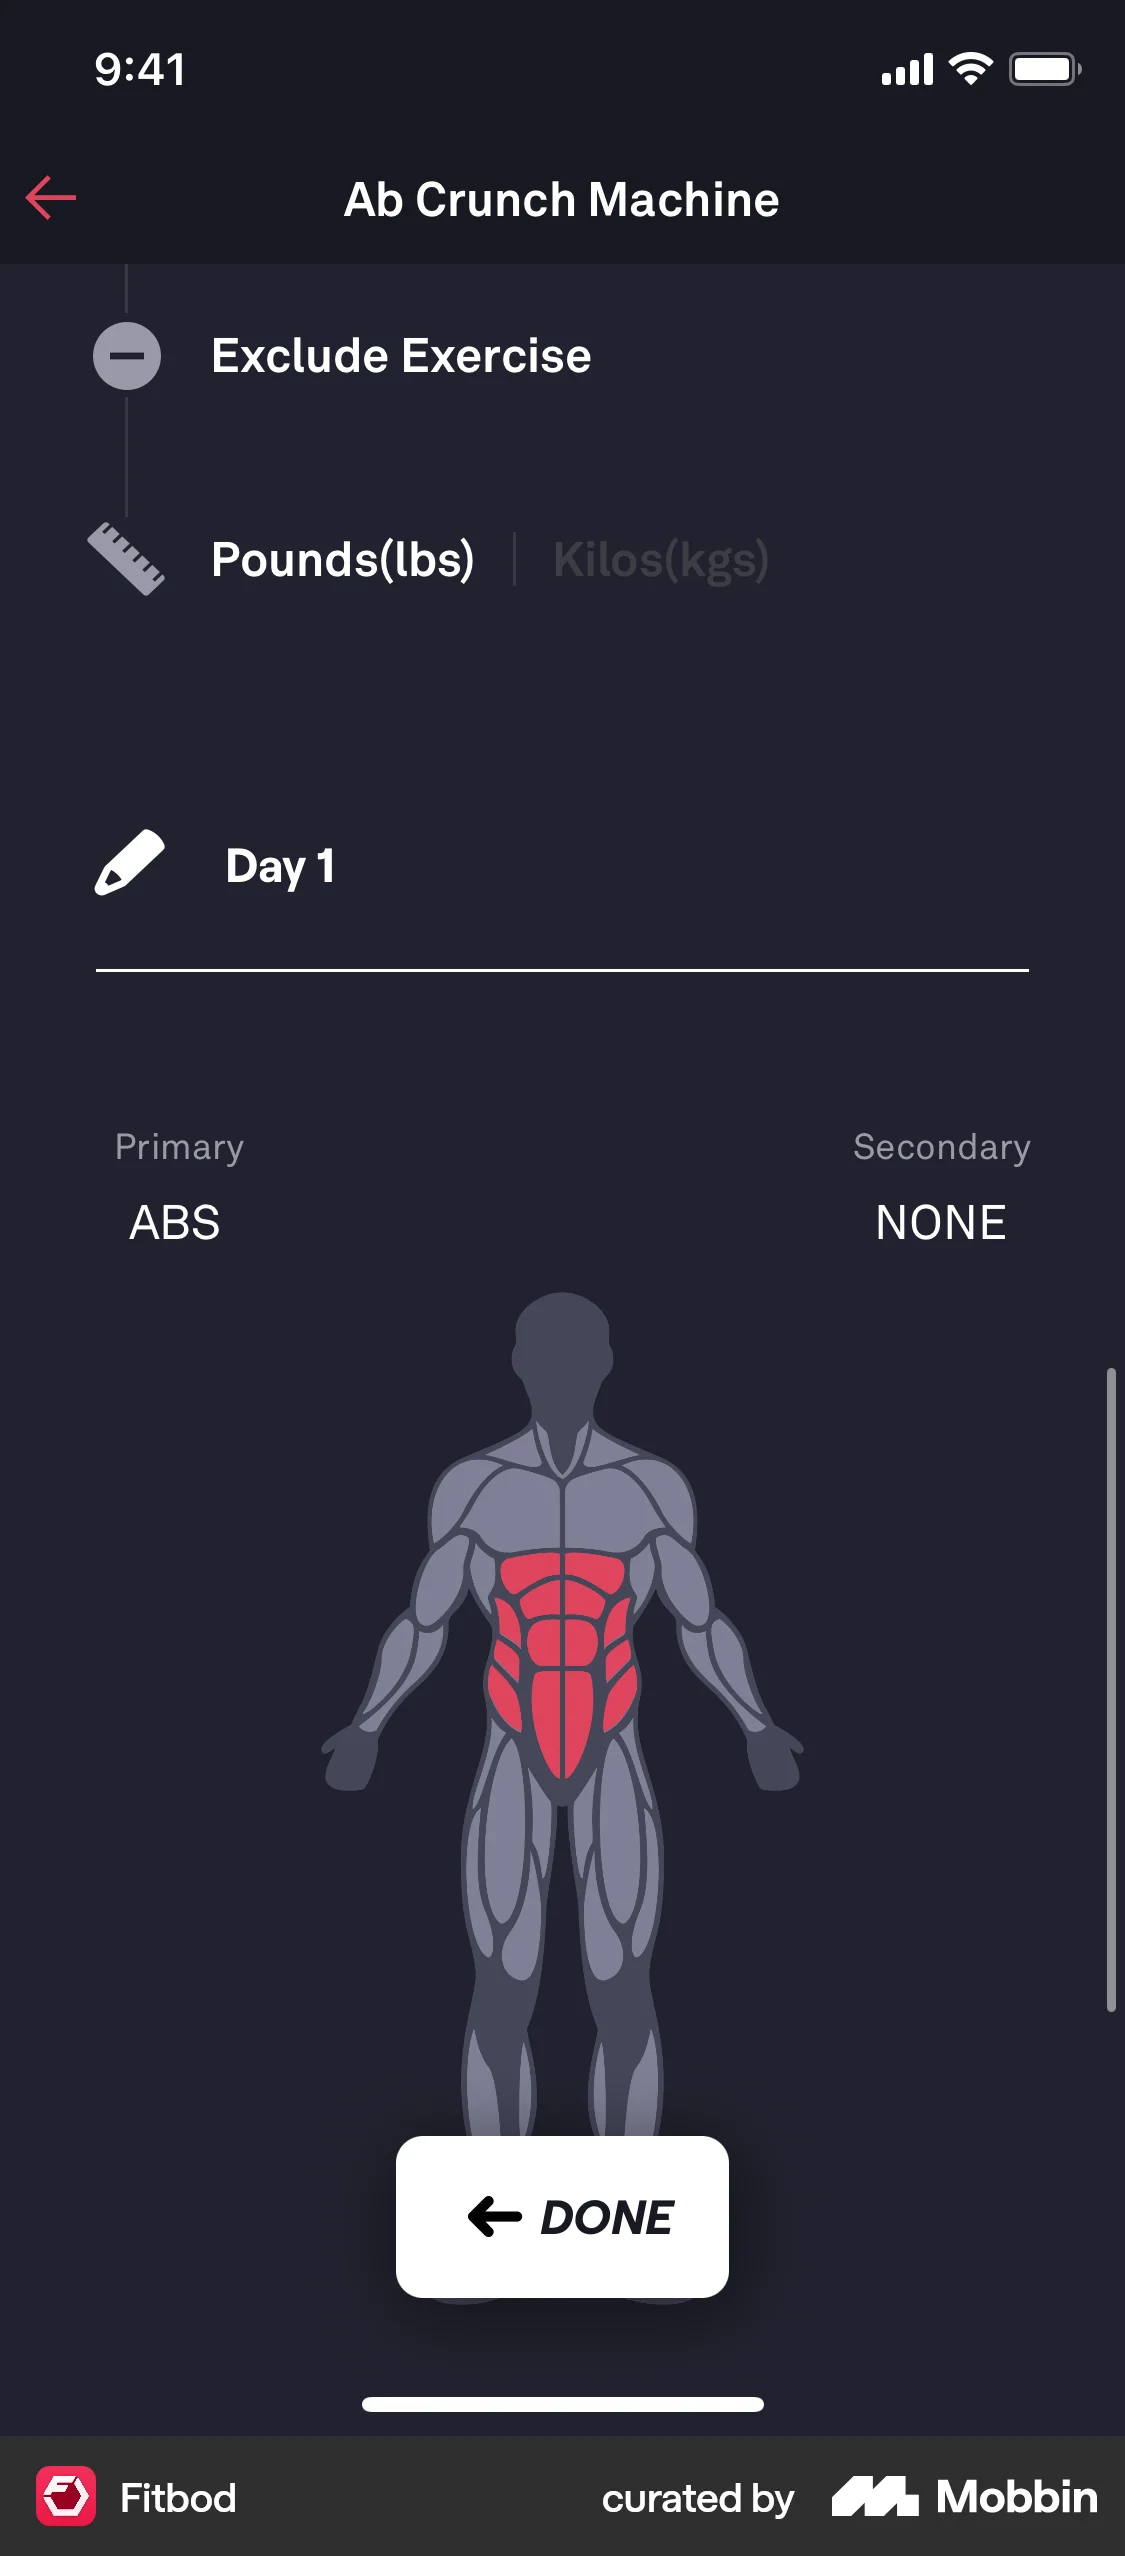 9:41
Ab Crunch Machine
Exclude Exercise
Pounds(lbs) Kilos(kgs)
Day 1
Primary Secondary
ABS NONE
DONE
Fitbod curated by Mobbin